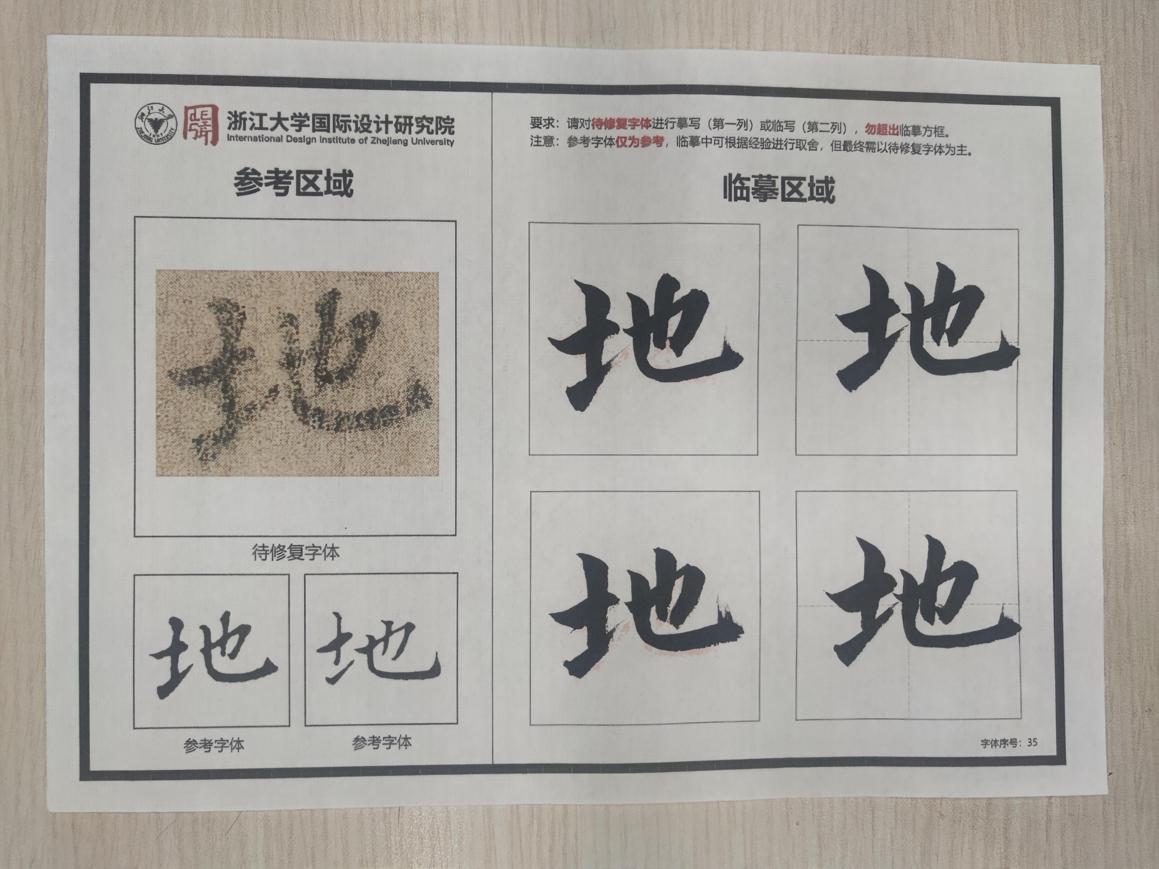 浙江大学国际设计研究院
International Design Institute of Zhejiang University
参考区域
地
待修复字体
地
地
参考字体
参考字体
要求：请对待修复字体进行摹写（第一列）或临写（第二列），勿超出临摹方框。
注意：参考字体仅为参考，临摹中可根据经验进行取舍，但最终需以待修复字体为主。
临摹区域
地
地
地
地
字体序号：35